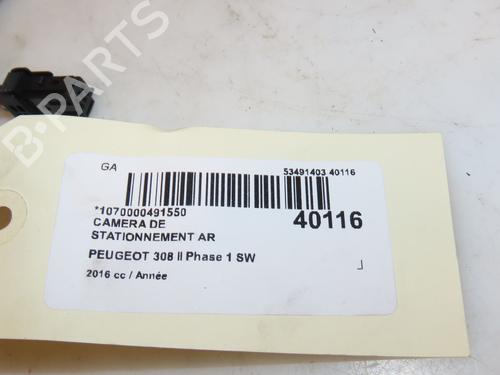 B-PARTS
GA
53491403 40116
*1070000491550
40116
CAMERA DE
STATIONNEMENT AR
PEUGEOT 308 II Phase 1 SW
2016 cc / Année